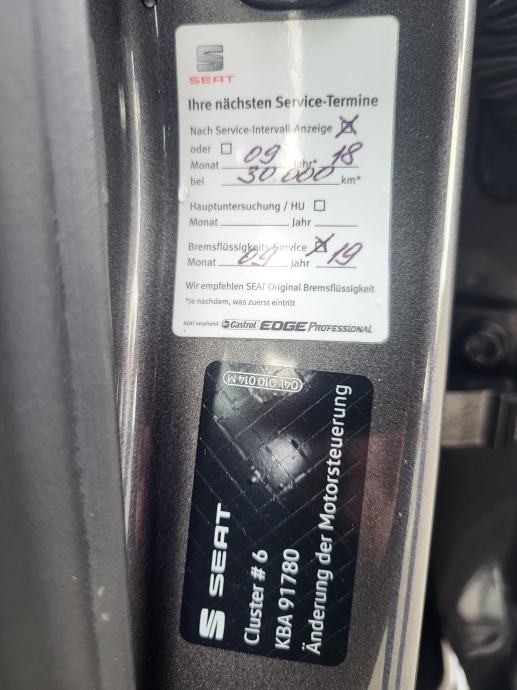 SEAT
Ihre nächsten Service-Termine
Nach Service-Intervall-Anzeige
oder
Monat 09 Jahr* 18
bei 30.000 km*
Hauptuntersuchung / HU
Monat Jahr
Bremsflüssigkeits-Service
Monat 09 Jahr 19
Wir empfehlen SEAT Original Bremsflüssigkeit
*Je nachdem, was zuerst eintritt
SEAT empfiehlt Castrol EDGE PROFESSIONAL
04L 010 014 M
SEAT
Cluster # 6
KBA 91780
Änderung der Motorsteuerung